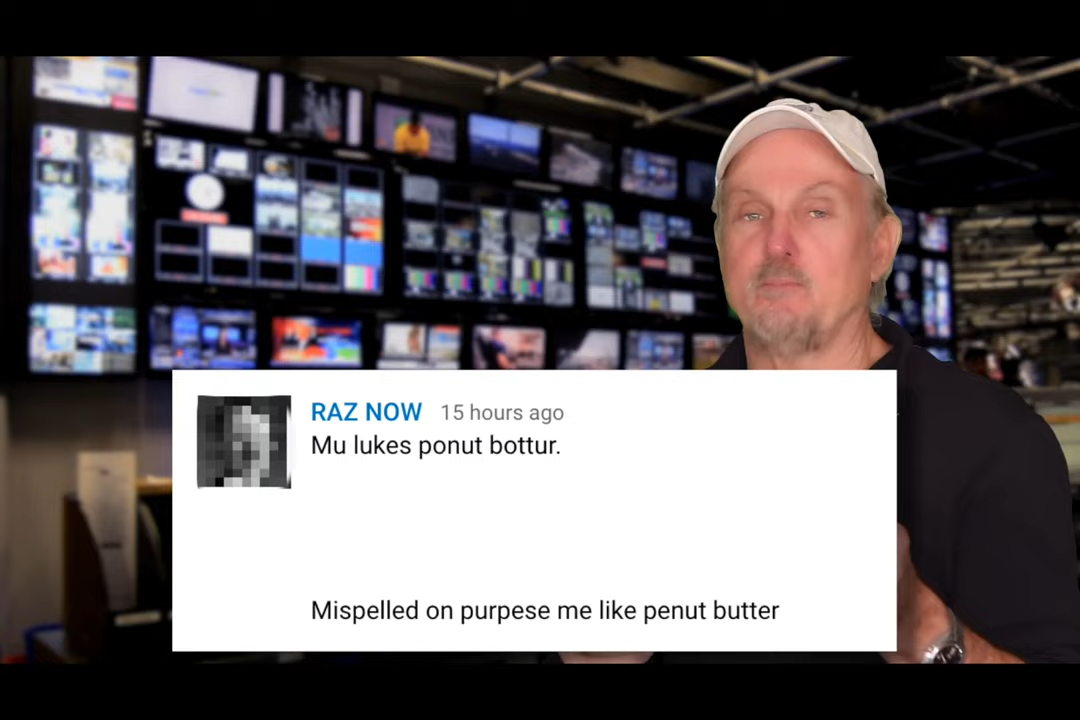 RAZ NOW 15 hours ago
Mu lukes ponut bottur.
Mispelled on purpese me like penut butter